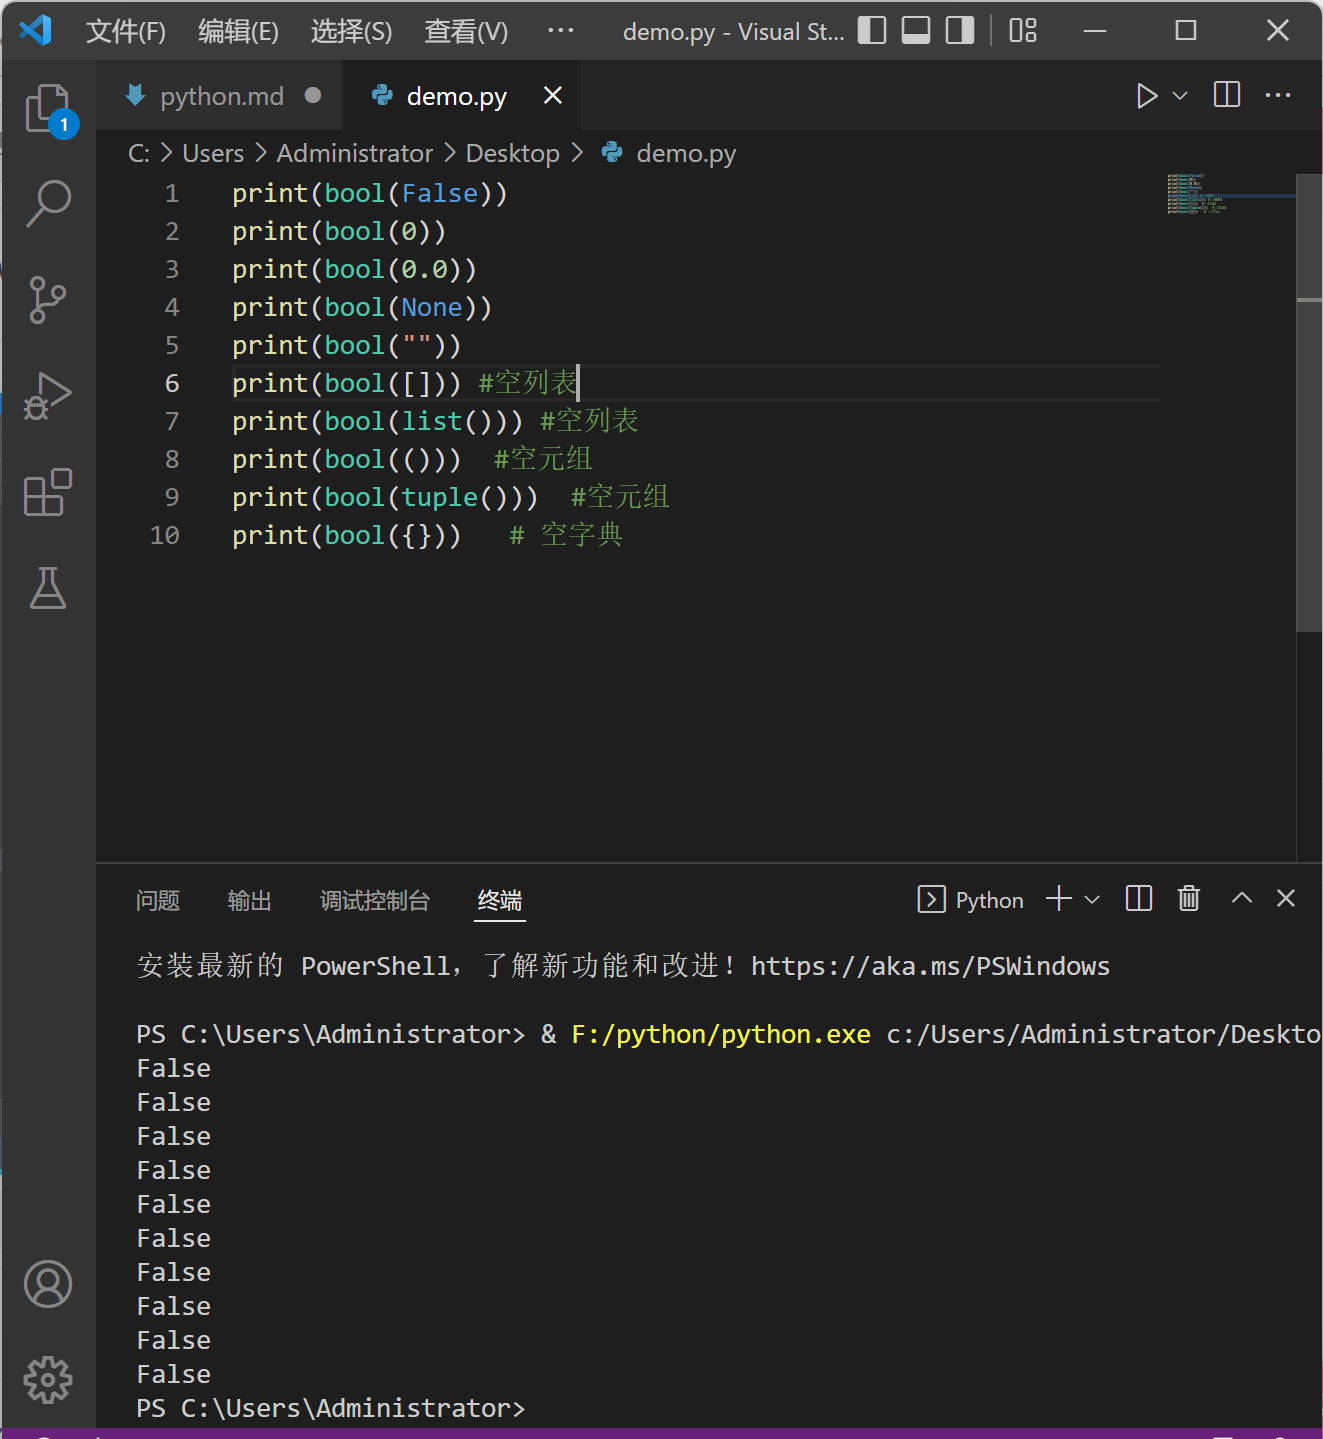 文件(F) 编辑(E) 选择(S) 查看(V) ··· demo.py - Visual St...
python.md demo.py
1
C: > Users > Administrator > Desktop > demo.py
1 print(bool(False))
2 print(bool(0))
3 print(bool(0.0))
4 print(bool(None))
5 print(bool(""))
6 print(bool([])) #空列表
7 print(bool(list())) #空列表
8 print(bool(()))  #空元组
9 print(bool(tuple()))  #空元组
10 print(bool({}))   # 空字典
问题 输出 调试控制台 终端 Python
安装最新的 PowerShell，了解新功能和改进！https://aka.ms/PSWindows
PS C:\Users\Administrator> & F:/python/python.exe c:/Users/Administrator/Deskto
False
False
False
False
False
False
False
False
False
False
PS C:\Users\Administrator>